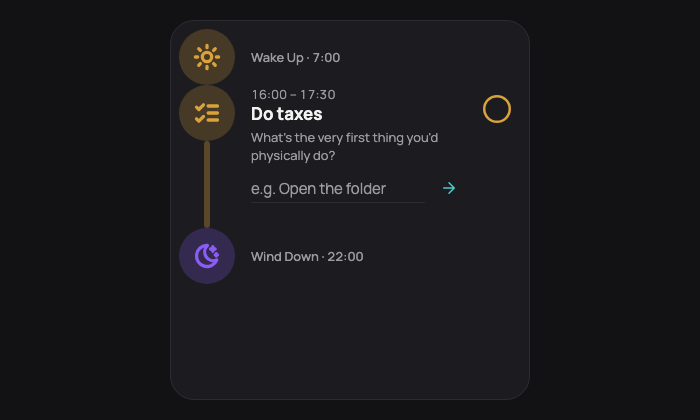 Wake Up · 7:00
16:00 – 17:30
Do taxes
What's the very first thing you'd
physically do?
e.g. Open the folder
Wind Down · 22:00